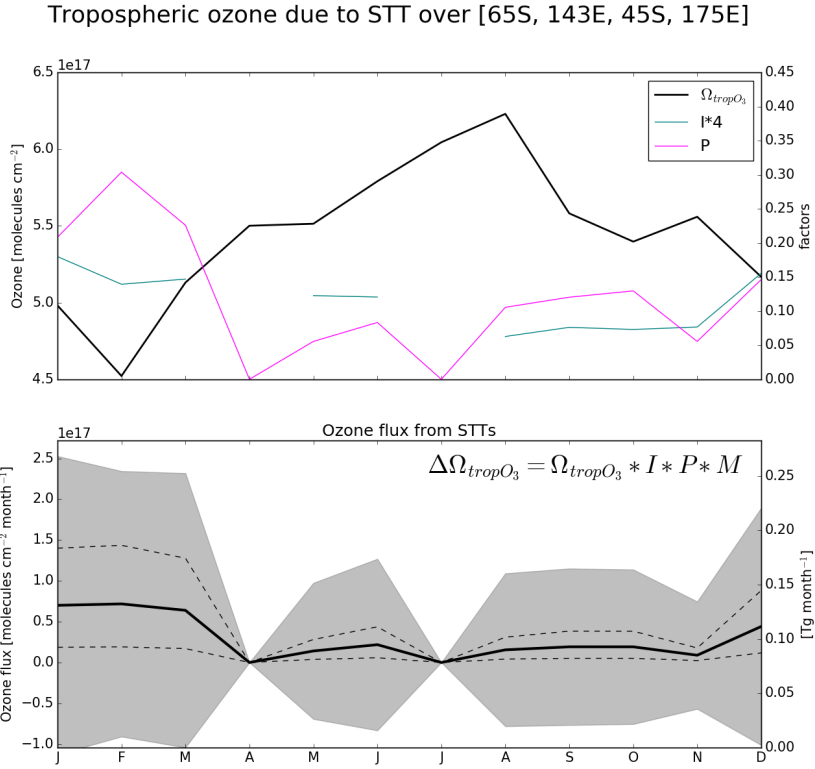 Tropospheric ozone due to STT over [65S, 143E, 45S, 175E]
1e17
6.5
6.0
5.5
5.0
4.5
Ozone [molecules cm⁻²]
0.45
0.40
0.35
0.30
0.25
0.20
0.15
0.10
0.05
0.00
factors
Ω_tropO₃
I*4
P
Ozone flux from STTs
1e17
ΔΩ_tropO₃ = Ω_tropO₃ ∗ I ∗ P ∗ M
2.5
2.0
1.5
1.0
0.5
0.0
−0.5
−1.0
Ozone flux [molecules cm⁻² month⁻¹]
0.25
0.20
0.15
0.10
0.05
0.00
[Tg month⁻¹]
J F M A M J J A S O N D